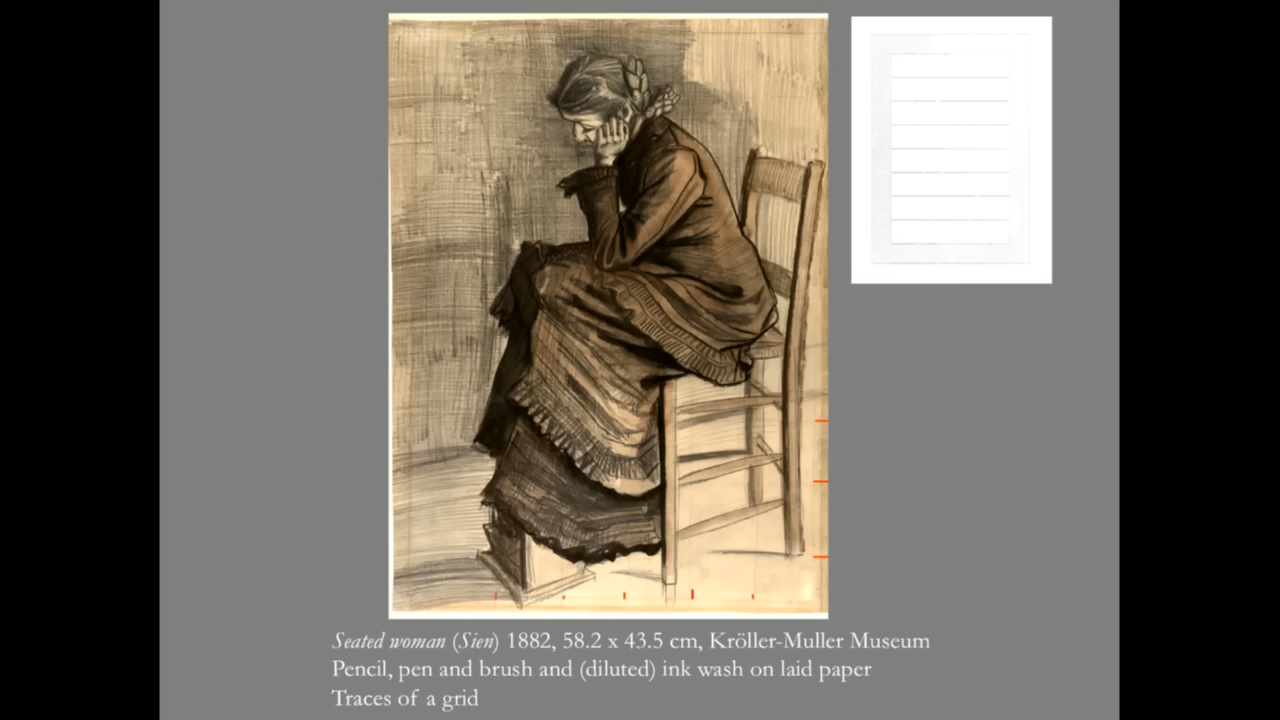 Seated woman (Sien) 1882, 58.2 x 43.5 cm, Kröller-Muller Museum
Pencil, pen and brush and (diluted) ink wash on laid paper
Traces of a grid